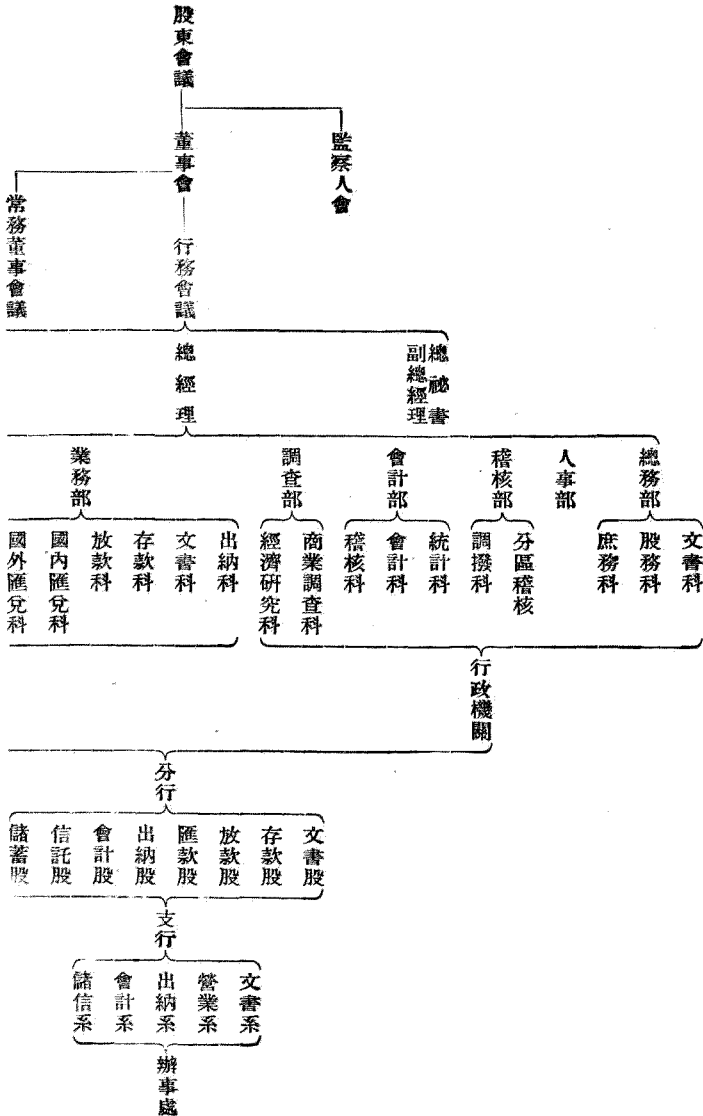 股東會議
監察人會
董事會
常務董事會議
行務會議
總祕書
副總經理
總經理
總務部
人事部
稽核部
會計部
調查部
業務部
文書科
股務科
庶務科
分區稽核
調撥科
統計科
會計科
稽核科
商業調查科
經濟研究科
出納科
文書科
存款科
放款科
國內匯兌科
國外匯兌科
行政機關
分行
文書股
存款股
放款股
匯款股
出納股
會計股
信託股
儲蓄股
支行
文書系
營業系
出納系
會計系
儲信系
辦事處